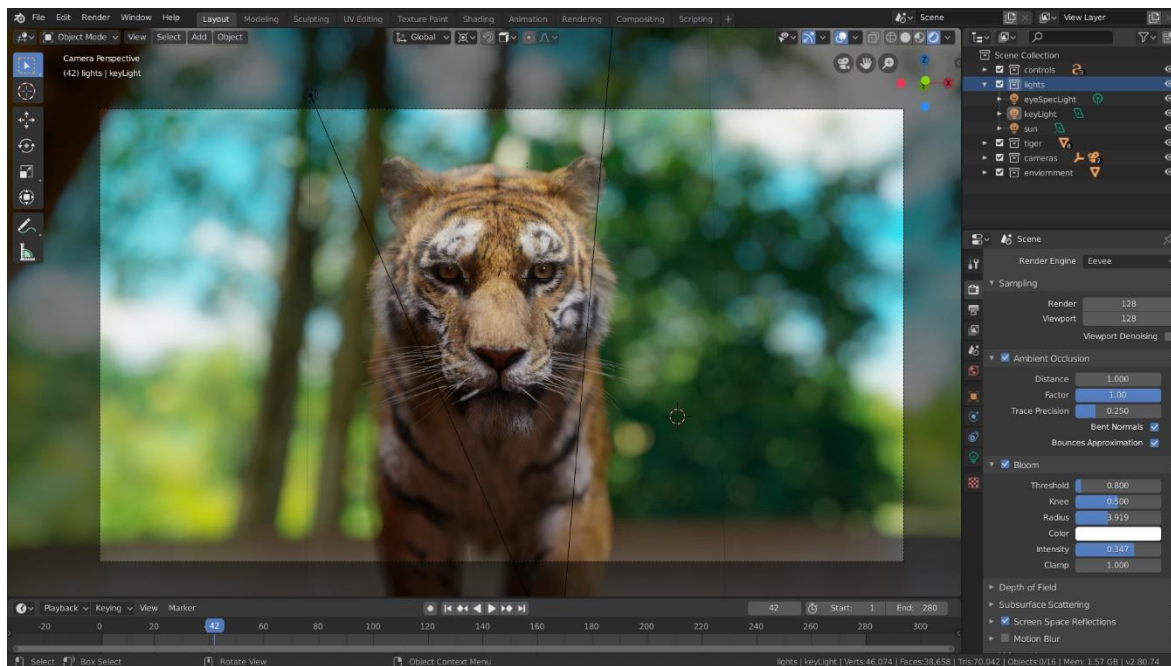 File Edit Render Window Help Layout Modeling Sculpting UV Editing Texture Paint Shading Animation Rendering Compositing Scripting + Scene View Layer
Object Mode View Select Add Object Global
Camera Perspective
(42) lights | keyLight
Z
X
Y
Scene Collection
controls
lights
eyeSpecLight
keyLight
sun
tiger
cameras
enviornment
Scene
Render Engine Eevee
Sampling
Render 128
Viewport 128
Viewport Denoising
Ambient Occlusion
Distance 1.000
Factor 1.00
Trace Precision 0.250
Bent Normals
Bounces Approximation
Bloom
Threshold 0.800
Knee 0.500
Radius 3.919
Color
Intensity 0.347
Clamp 1.000
Depth of Field
Subsurface Scattering
Screen Space Reflections
Motion Blur
Playback Keying View Marker 42 Start: 1 End: 280
-20 0 20 42 60 80 100 120 140 160 180 200 220 240 260 280 300
Select Box Select Rotate View Object Context Menu lights | keyLight | Verts:46,074 | Faces:38,658 | Tris:70,042 | Objects:0/16 | Mem: 1.57 GB | v2.80.74